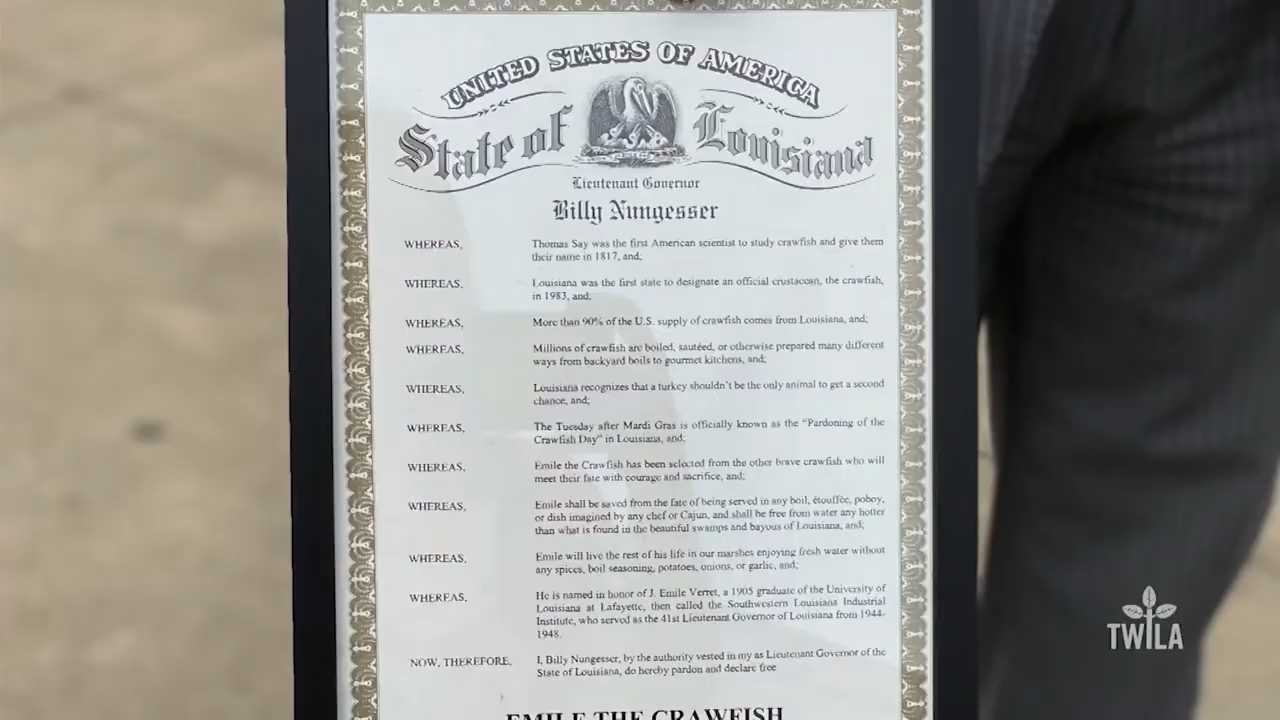 UNITED STATES OF AMERICA
State of Louisiana
Lieutenant Governor
Billy Nungesser
WHEREAS, Thomas Say was the first American scientist to study crawfish and give them
their name in 1817, and;
WHEREAS, Louisiana was the first state to designate an official crustacean, the crawfish,
in 1983, and;
WHEREAS, More than 90% of the U.S. supply of crawfish comes from Louisiana, and;
WHEREAS, Millions of crawfish are boiled, sautéed, or otherwise prepared many different
ways from backyard boils to gourmet kitchens, and;
WHEREAS, Louisiana recognizes that a turkey shouldn't be the only animal to get a second
chance, and;
WHEREAS, The Tuesday after Mardi Gras is officially known as the "Pardoning of the
Crawfish Day" in Louisiana, and;
WHEREAS, Emile the Crawfish has been selected from the other brave crawfish who will
meet their fate with courage and sacrifice, and;
WHEREAS, Emile shall be saved from the fate of being served in any boil, étouffée, poboy,
or dish imagined by any chef or Cajun, and shall be free from water any hotter
than what is found in the beautiful swamps and bayous of Louisiana, and;
WHEREAS, Emile will live the rest of his life in our marshes enjoying fresh water without
any spices, boil seasoning, potatoes, onions, or garlic, and;
WHEREAS, He is named in honor of J. Emile Verret, a 1905 graduate of the University of
Louisiana at Lafayette, then called the Southwestern Louisiana Industrial
Institute, who served as the 41st Lieutenant Governor of Louisiana from 1944-
1948.
NOW, THEREFORE, I, Billy Nungesser, by the authority vested in my as Lieutenant Governor of the
State of Louisiana, do hereby pardon and declare free
EMILE THE CRAWFISH
TWILA